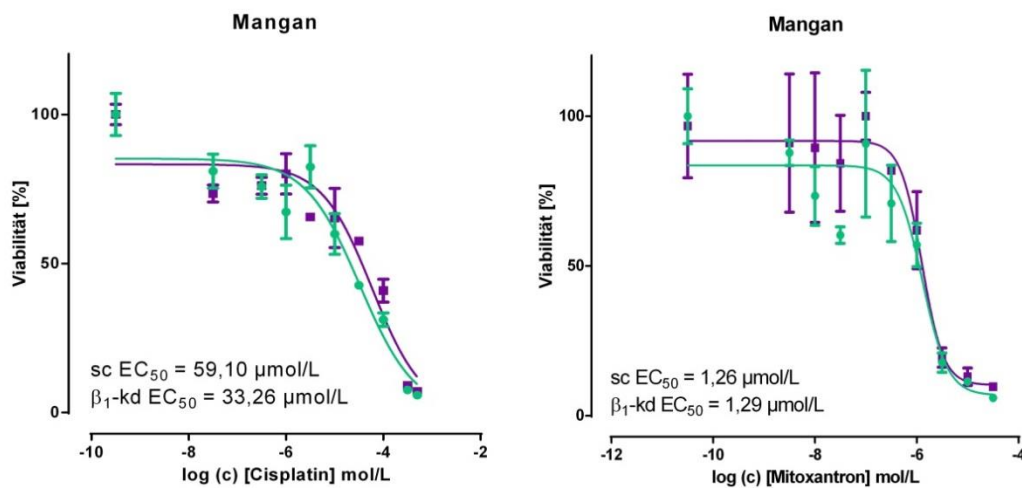 Mangan
100
50
0
Viabilität [%]
sc EC50 = 59,10 µmol/L
β1-kd EC50 = 33,26 µmol/L
-10 -8 -6 -4 -2
log (c) [Cisplatin] mol/L
Mangan
100
50
0
Viabilität [%]
sc EC50 = 1,26 µmol/L
β1-kd EC50 = 1,29 µmol/L
-12 -10 -8 -6 -4
log (c) [Mitoxantron] mol/L